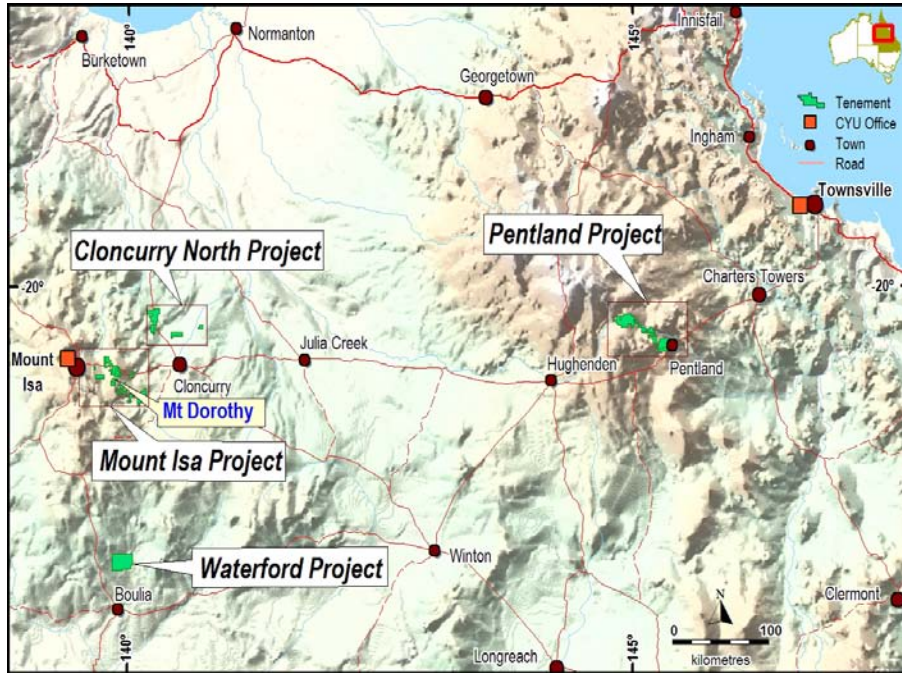 140°
145°
Innisfail
Normanton
Burketown
Georgetown
Tenement
CYU Office
Town
Road
Ingham
Townsville
Cloncurry North Project
Pentland Project
-20°
-20°
Charters Towers
Julia Creek
Mount
Isa
Cloncurry
Hughenden
Pentland
Mt Dorothy
Mount Isa Project
Waterford Project
Winton
Boulia
Clermont
N
0
100
kilometres
Longreach
140°
145°